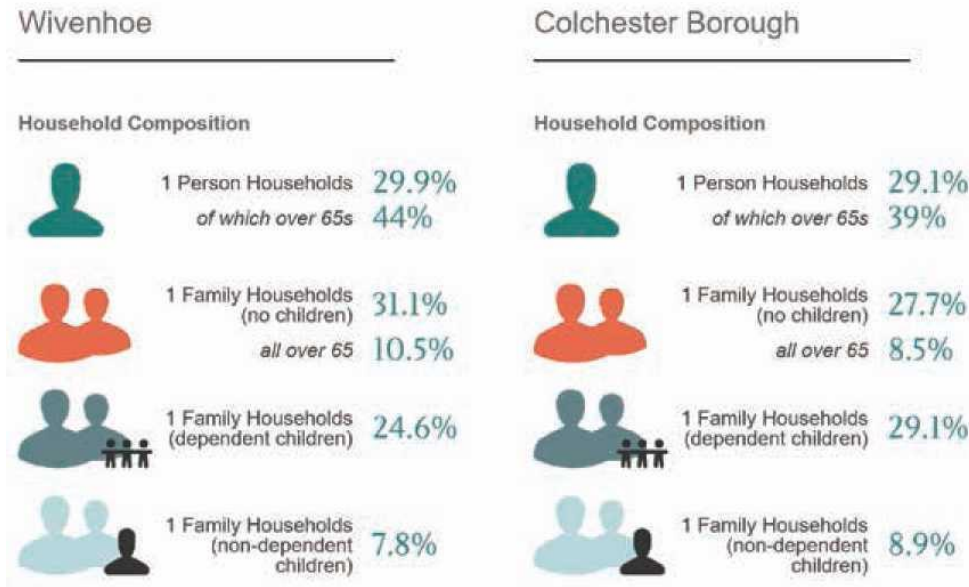 Wivenhoe
Household Composition
1 Person Households 29.9%
of which over 65s 44%
1 Family Households
(no children) 31.1%
all over 65 10.5%
1 Family Households
(dependent children) 24.6%
1 Family Households
(non-dependent
children) 7.8%
Colchester Borough
Household Composition
1 Person Households 29.1%
of which over 65s 39%
1 Family Households
(no children) 27.7%
all over 65 8.5%
1 Family Households
(dependent children) 29.1%
1 Family Households
(non-dependent
children) 8.9%